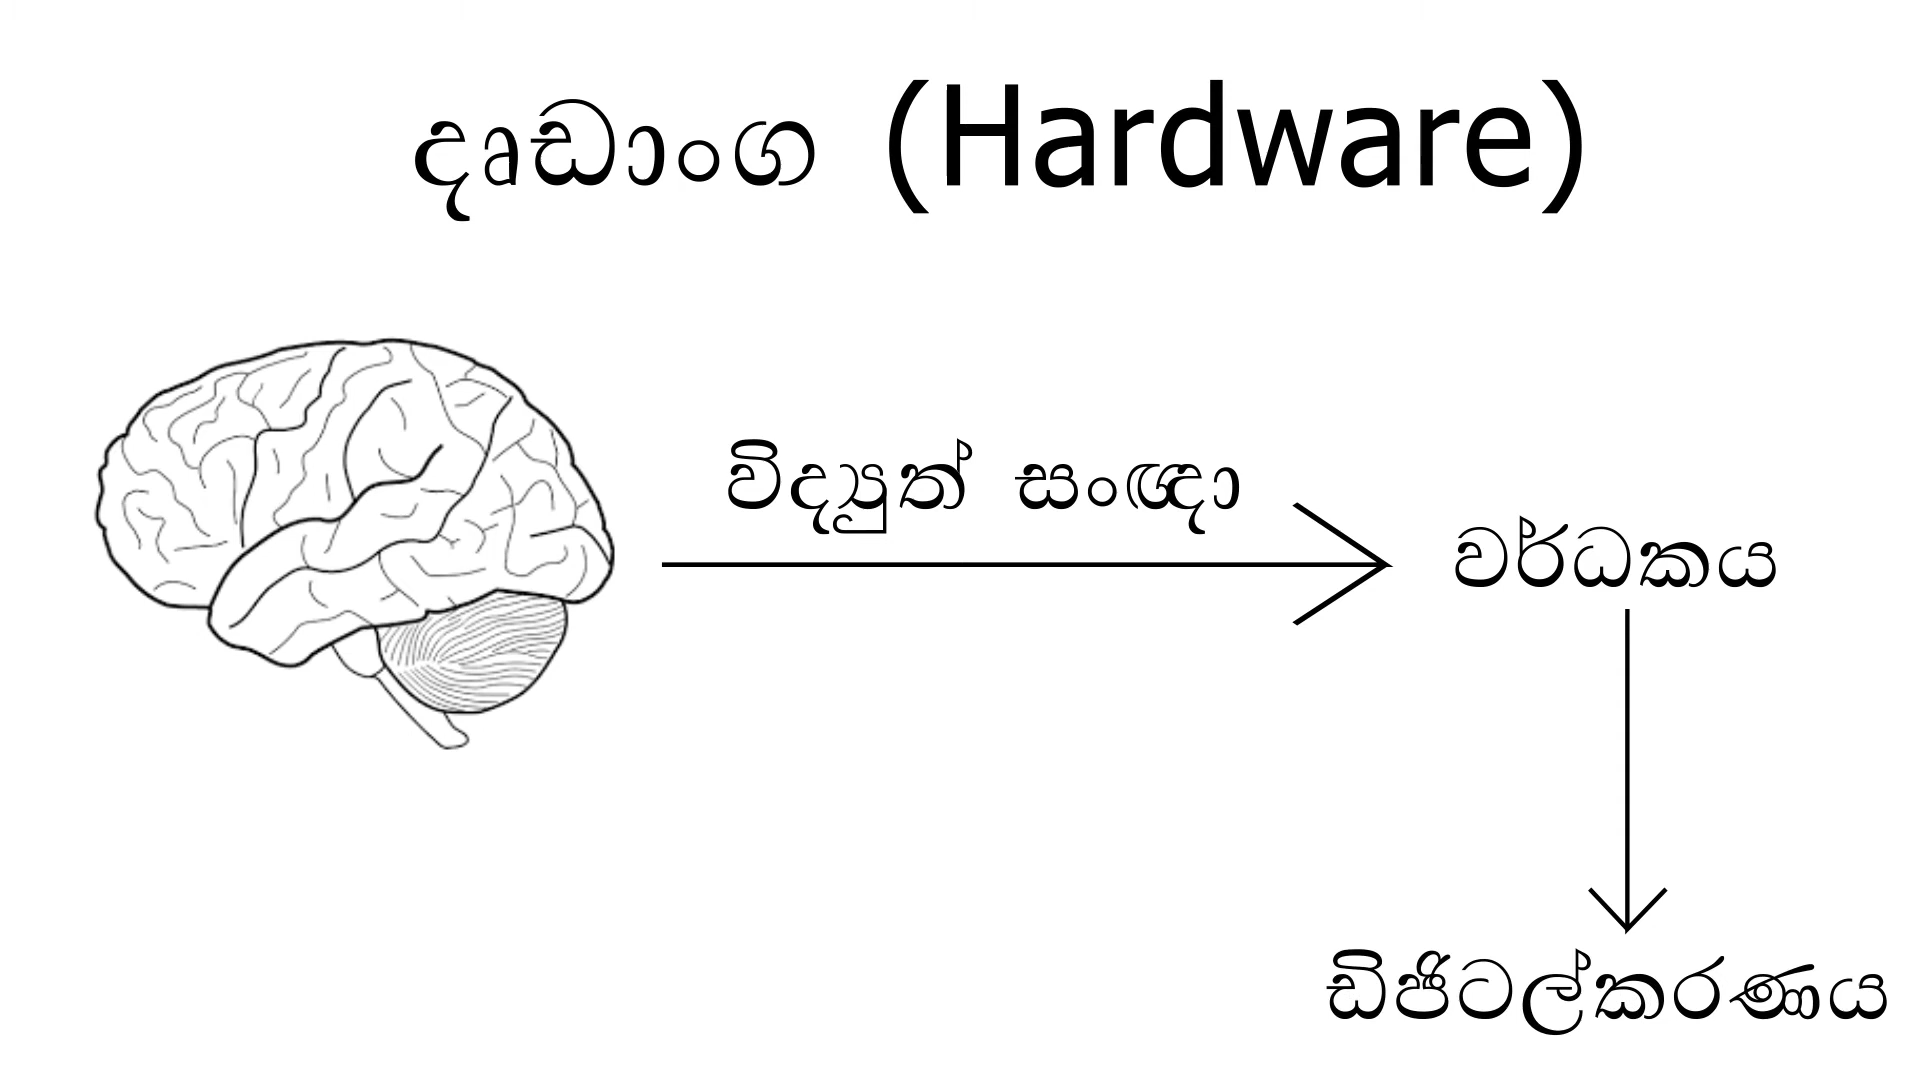 දෘඩාංග (Hardware)
විද්‍යුත් සංඥා
වර්ධකය
ඩිජිටල්කරණය